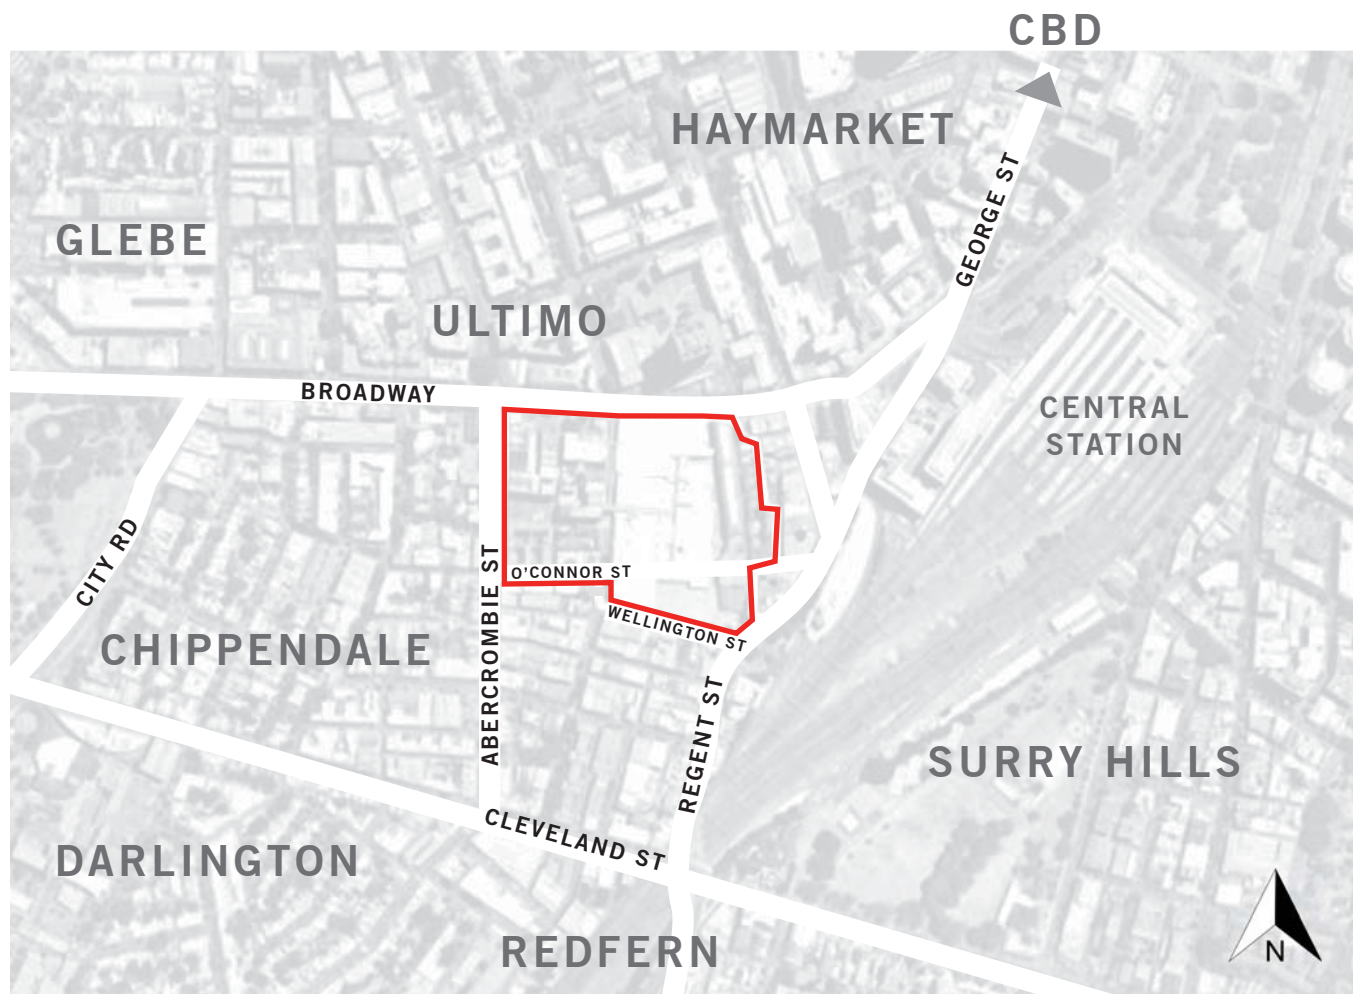 CBD
HAYMARKET
GEORGE ST
GLEBE
ULTIMO
BROADWAY
CENTRAL
STATION
CITY RD
O'CONNOR ST
ABERCROMBIE ST
WELLINGTON ST
CHIPPENDALE
REGENT ST
SURRY HILLS
CLEVELAND ST
DARLINGTON
REDFERN
N